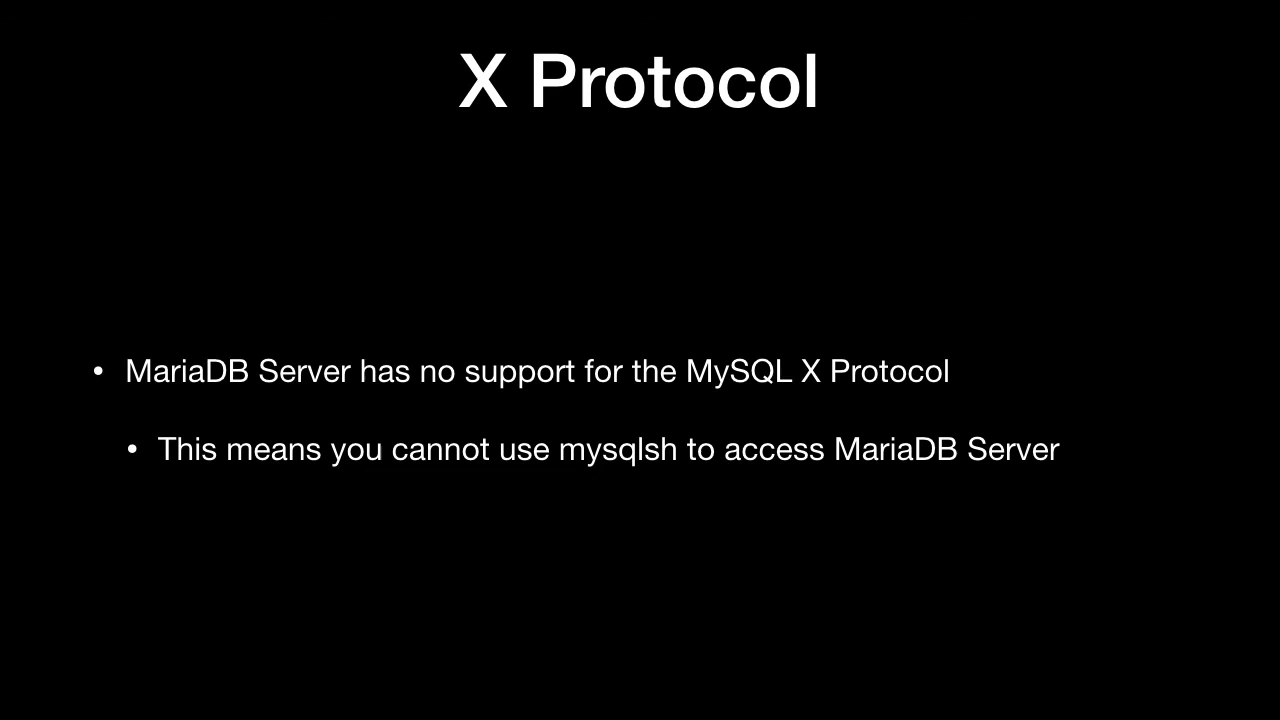 X Protocol
• MariaDB Server has no support for the MySQL X Protocol
• This means you cannot use mysqlsh to access MariaDB Server